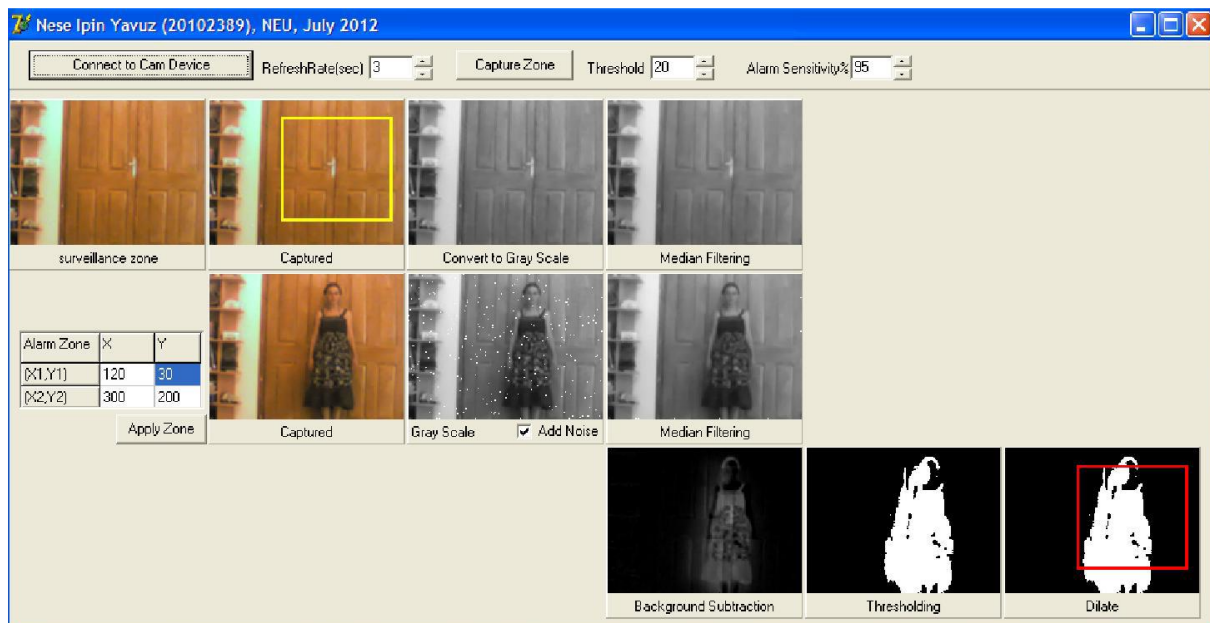 Nese Ipin Yavuz (20102389), NEU, July 2012
Connect to Cam Device RefreshRate(sec) 3 Capture Zone Threshold 20 Alarm Sensitivity% 95
surveillance zone Captured Convert to Gray Scale Median Filtering
Alarm Zone X Y
(X1,Y1) 120 30
(X2,Y2) 300 200
Apply Zone Captured Gray Scale Add Noise Median Filtering
Background Subtraction Thresholding Dilate